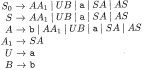 S₀ → AA₁ | UB | a | SA | AS
S → AA₁ | UB | a | SA | AS
A → b | AA₁ | UB | a | SA | AS
A₁ → SA
U → a
B → b